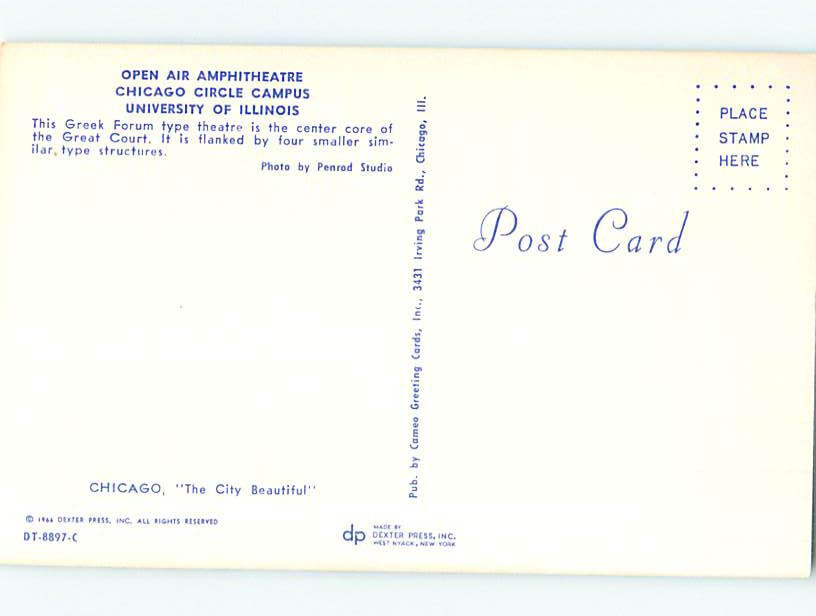 OPEN AIR AMPHITHEATRE
CHICAGO CIRCLE CAMPUS
UNIVERSITY OF ILLINOIS
This Greek Forum type theatre is the center core of
the Great Court. It is flanked by four smaller sim-
ilar, type structures.
Photo by Penrod Studio
CHICAGO, "The City Beautiful"
© 1966 DEXTER PRESS, INC. ALL RIGHTS RESERVED
DT-8897-C
dp
MADE BY
DEXTER PRESS, INC.
WEST NYACK, NEW YORK
Pub. by Cameo Greeting Cards, Inc., 3431 Irving Park Rd., Chicago, Ill.
PLACE
STAMP
HERE
Post Card